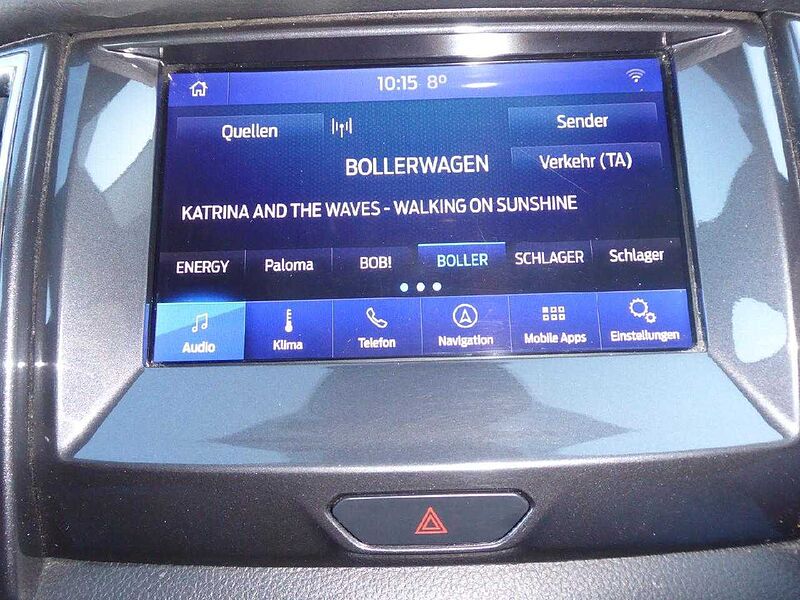 10:15 8°
Quellen
Sender
BOLLERWAGEN
Verkehr (TA)
KATRINA AND THE WAVES - WALKING ON SUNSHINE
ENERGY Paloma BOB! BOLLER SCHLAGER Schlager
Audio Klima Telefon Navigation Mobile Apps Einstellungen